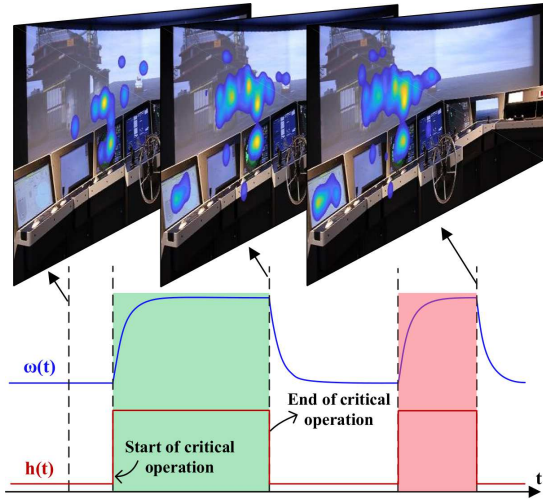 ω(t)
End of critical
operation
Start of critical
operation
h(t)
t